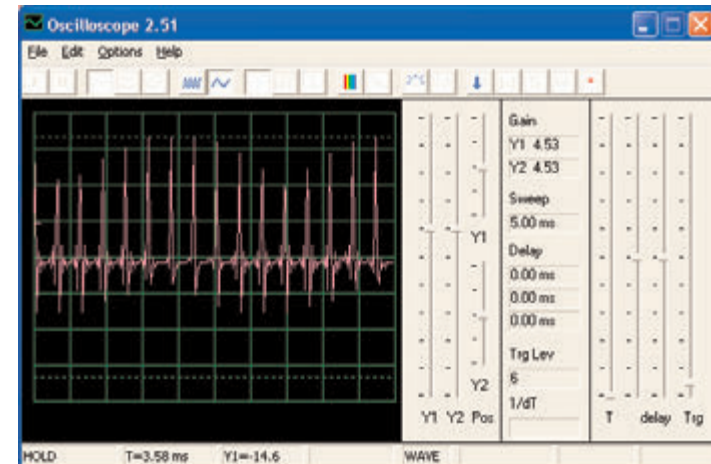 Oscilloscope 2.51
File Edit Options Help
Gain
Y1 4.53
Y2 4.53
Sweep
5.00 ms
Y1
Delay
0.00 ms
0.00 ms
0.00 ms
Trg Lev
6
Y2
1/dT
Y1 Y2 Pos
T delay Trg
HOLD T=3.58 ms Y1=-14.6 WAVE